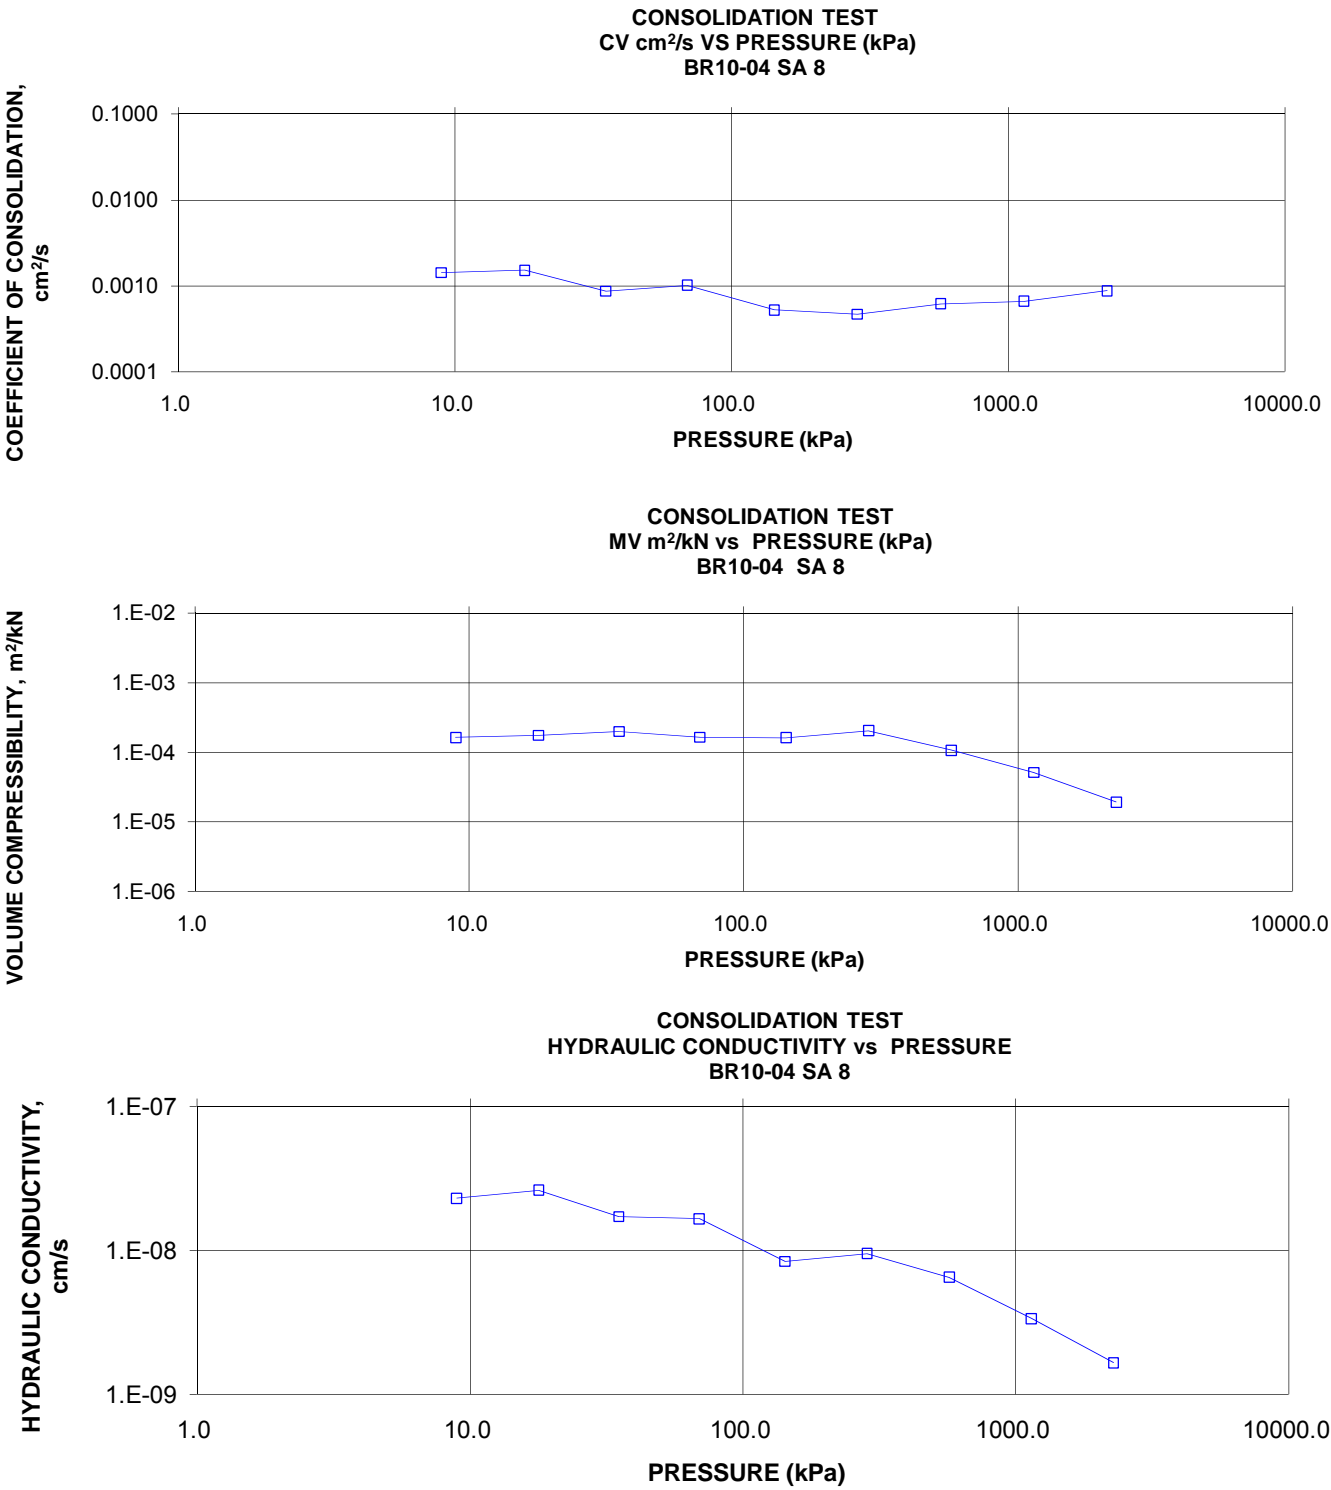 CONSOLIDATION TEST
CV cm²/s VS PRESSURE (kPa)
BR10-04 SA 8
COEFFICIENT OF CONSOLIDATION,
cm²/s
0.1000
0.0100
0.0010
0.0001
1.0 10.0 100.0 1000.0 10000.0
PRESSURE (kPa)
CONSOLIDATION TEST
MV m²/kN vs PRESSURE (kPa)
BR10-04 SA 8
VOLUME COMPRESSIBILITY, m²/kN
1.E-02
1.E-03
1.E-04
1.E-05
1.E-06
1.0 10.0 100.0 1000.0 10000.0
PRESSURE (kPa)
CONSOLIDATION TEST
HYDRAULIC CONDUCTIVITY vs PRESSURE
BR10-04 SA 8
HYDRAULIC CONDUCTIVITY,
cm/s
1.E-07
1.E-08
1.E-09
1.0 10.0 100.0 1000.0 10000.0
PRESSURE (kPa)